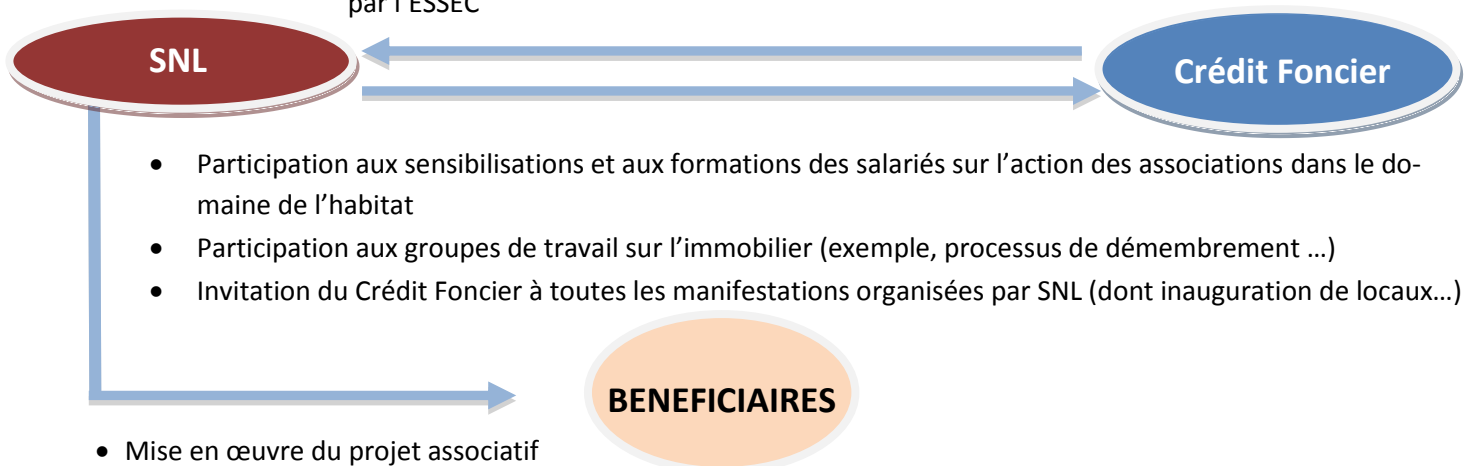 par l'ESSEC
SNL
Crédit Foncier
• Participation aux sensibilisations et aux formations des salariés sur l’action des associations dans le do-
maine de l’habitat
• Participation aux groupes de travail sur l’immobilier (exemple, processus de démembrement …)
• Invitation du Crédit Foncier à toutes les manifestations organisées par SNL (dont inauguration de locaux…)
BENEFICIAIRES
• Mise en œuvre du projet associatif